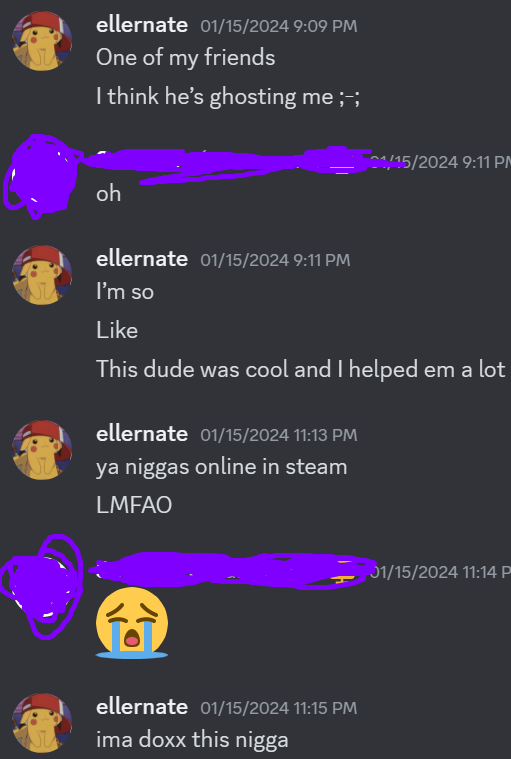 ellernate 01/15/2024 9:09 PM
One of my friends
I think he's ghosting me ;-;
01/15/2024 9:11 PM
oh
ellernate 01/15/2024 9:11 PM
I'm so
Like
This dude was cool and I helped em a lot
ellernate 01/15/2024 11:13 PM
ya niggas online in steam
LMFAO
01/15/2024 11:14 P
ellernate 01/15/2024 11:15 PM
ima doxx this nigga